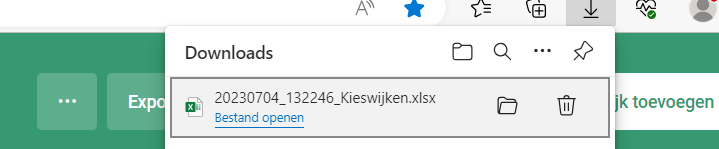 Downloads
Expo
20230704_132246_Kieswijken.xlsx
Bestand openen
jk toevoegen